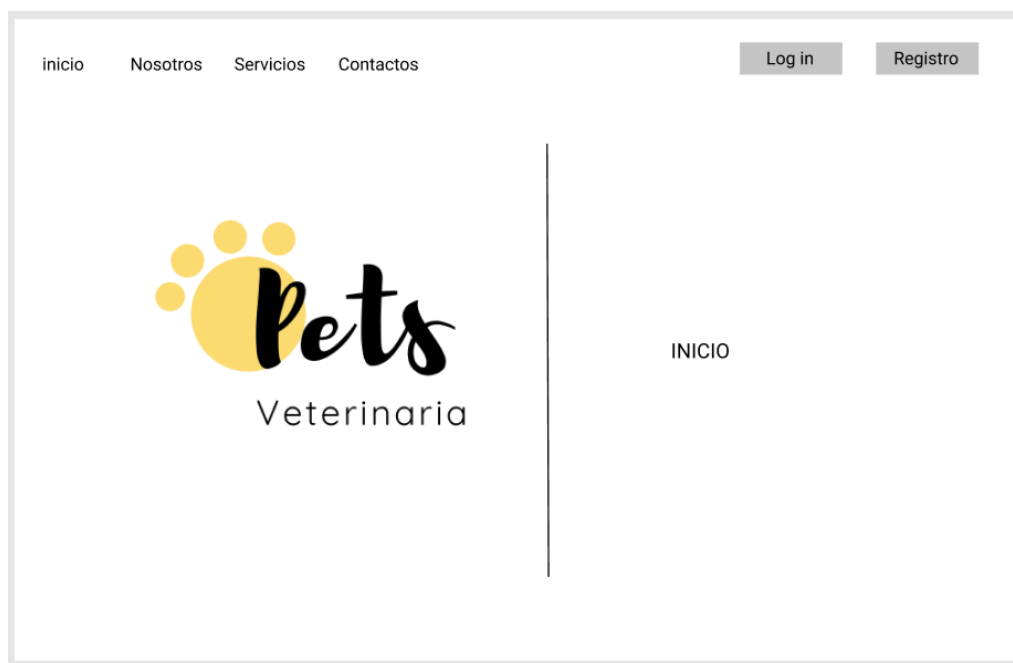 inicio Nosotros Servicios Contactos Log in Registro
Pets
Veterinaria
INICIO